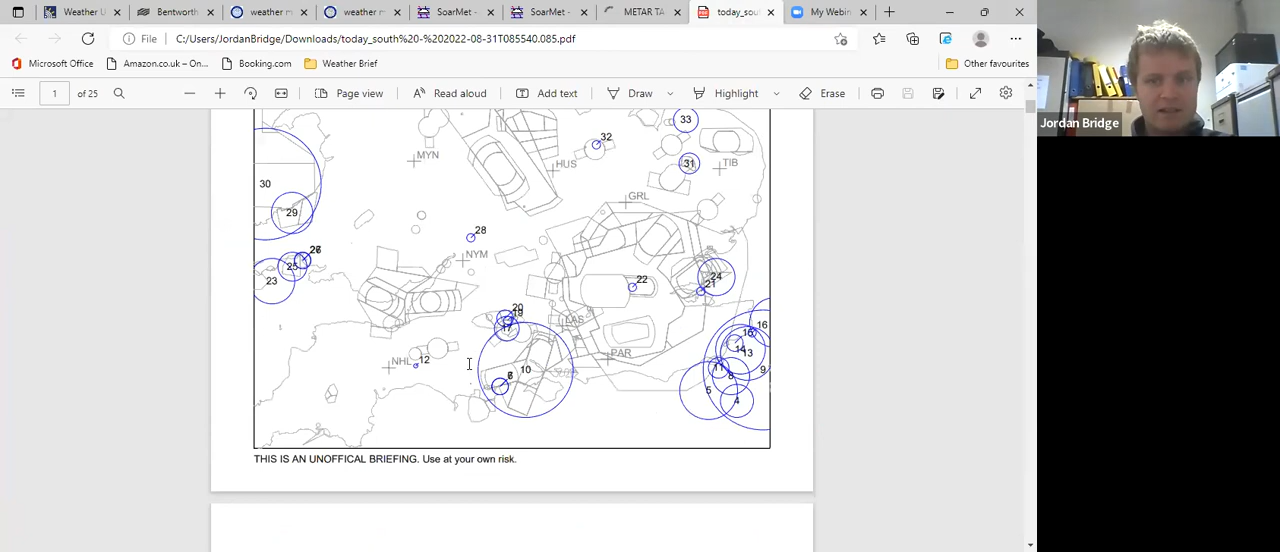 Weather U
Bentworth
weather m
weather m
SoarMet -
SoarMet -
METAR TA
today_sou
My Webin
File
C:/Users/JordanBridge/Downloads/today_south%20-%202022-08-31T085540.085.pdf
Microsoft Office
Amazon.co.uk – On...
Booking.com
Weather Brief
Other favourites
1 of 25
Page view
Read aloud
Add text
Draw
Highlight
Erase
Jordan Bridge
33
32
MYN
HUS
31
TIB
30
GRL
29
28
26
NYM
25
23
24
22
21
20
19
17
LAS
16
15
14
13
PAR
12
NHL
11
10
9
8
6
5
4
THIS IS AN UNOFFICAL BRIEFING. Use at your own risk.